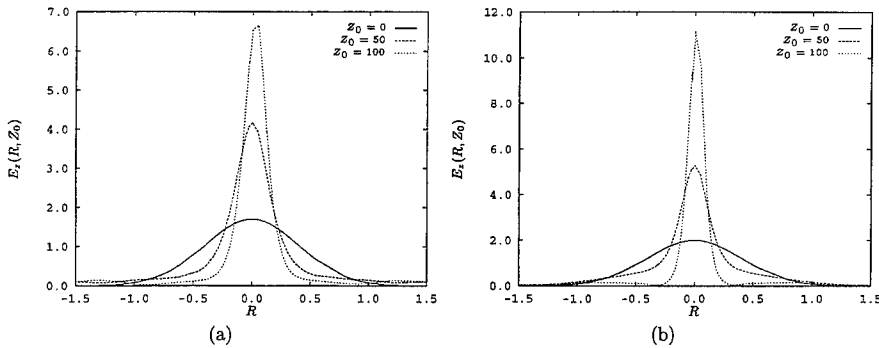 7.0
6.0
5.0
4.0
3.0
2.0
1.0
0.0
E_z(R, Z_0)
Z_0 = 0
Z_0 = 50
Z_0 = 100
-1.5 -1.0 -0.5 0.0 0.5 1.0 1.5
R
(a)
12.0
10.0
8.0
6.0
4.0
2.0
0.0
E_z(R, Z_0)
Z_0 = 0
Z_0 = 50
Z_0 = 100
-1.5 -1.0 -0.5 0.0 0.5 1.0 1.5
R
(b)